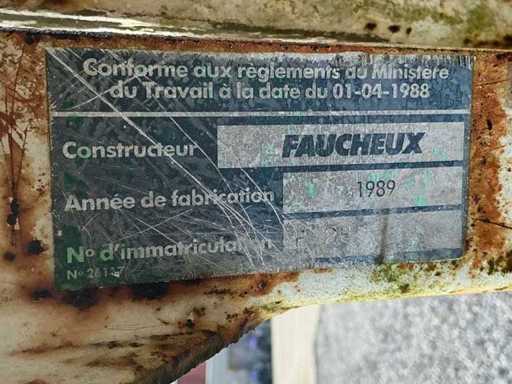 Conforme aux règlements du Ministère
du Travail à la date du 01-04-1988
Constructeur FAUCHEUX
Année de fabrication 1989
No d'immatriculation